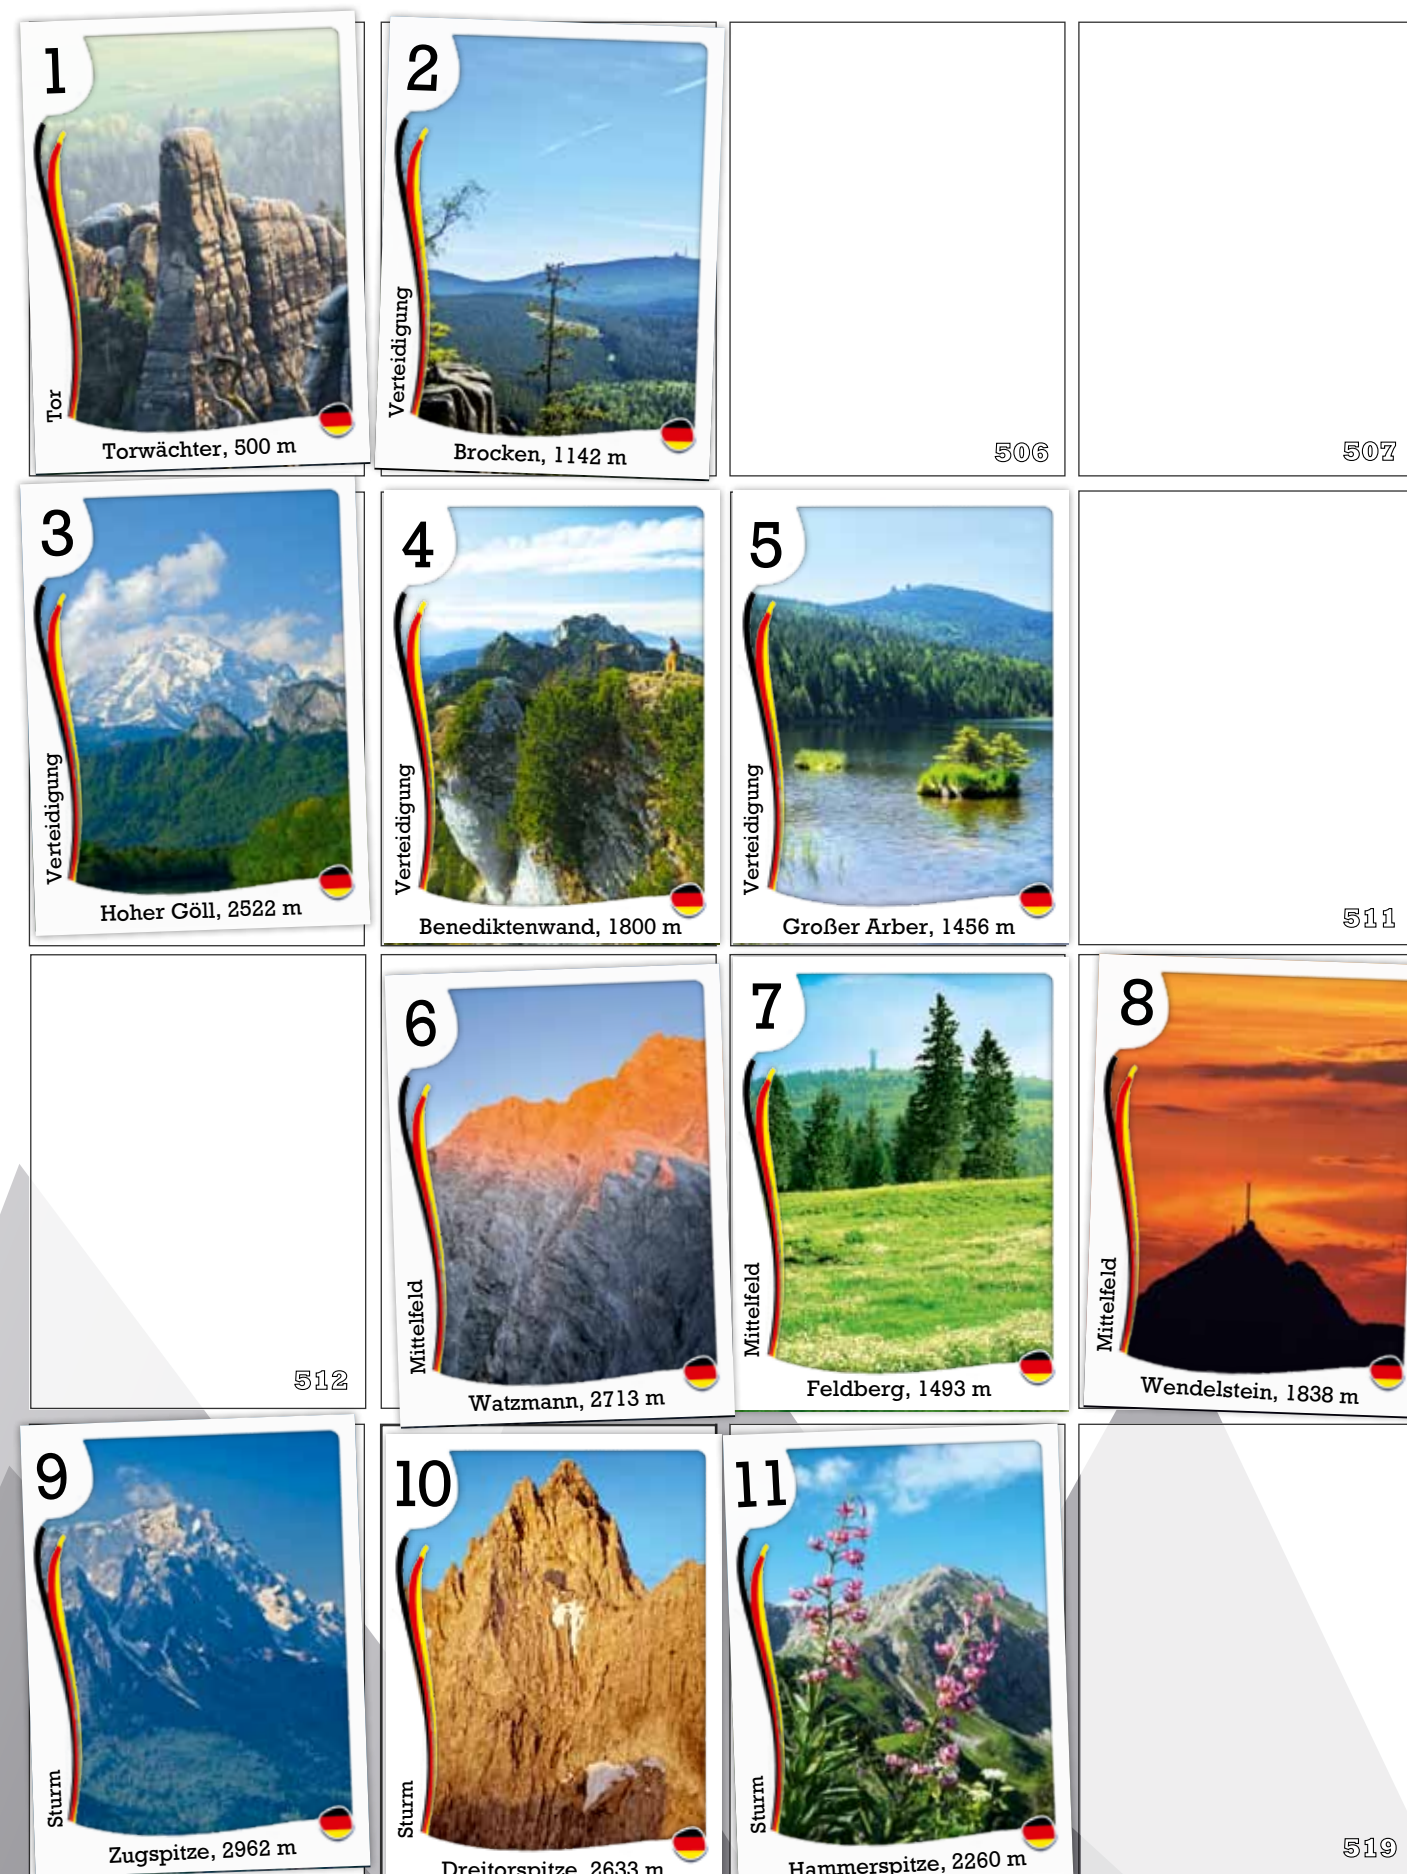 1
Tor
Torwächter, 500 m
2
Verteidigung
Brocken, 1142 m
506
507
3
Verteidigung
Hoher Göll, 2522 m
4
Verteidigung
Benediktenwand, 1800 m
5
Verteidigung
Großer Arber, 1456 m
511
512
6
Mittelfeld
Watzmann, 2713 m
7
Mittelfeld
Feldberg, 1493 m
8
Mittelfeld
Wendelstein, 1838 m
9
Sturm
Zugspitze, 2962 m
10
Sturm
Dreitorspitze, 2633 m
11
Sturm
Hammerspitze, 2260 m
519